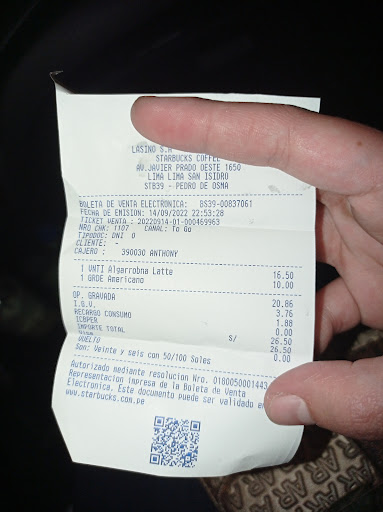 LASINO S.A
STARBUCKS COFFEE
AV.JAVIER PRADO OESTE 1650
LIMA LIMA SAN ISIDRO
STB39 - PEDRO DE OSMA
BOLETA DE VENTA ELECTRONICA: BS39-00837061
FECHA DE EMISION: 14/09/2022 22:53:28
TICKET VENTA : 20220914-01-000469963
NRO CHK: 1107 CANAL: To Go
TIPODOC: DNI 0
CLIENTE: -
CAJERO : 390030 ANTHONY
1 VNTI Algarrobna Latte 16.50
1 GRDE Americano 10.00
OP. GRAVADA 20.86
I.G.V. 3.76
RECARGO CONSUMO 1.88
ICBPER 0.00
IMPORTE TOTAL S/ 26.50
26.50
VUELTO 0.00
Son: Veinte y seis con 50/100 Soles
Autorizado mediante resolucion Nro. 0180050001443
Representacion Impresa de la Boleta de Venta
Electronica. Este documento puede ser validado en
www.starbucks.com.pe
AR